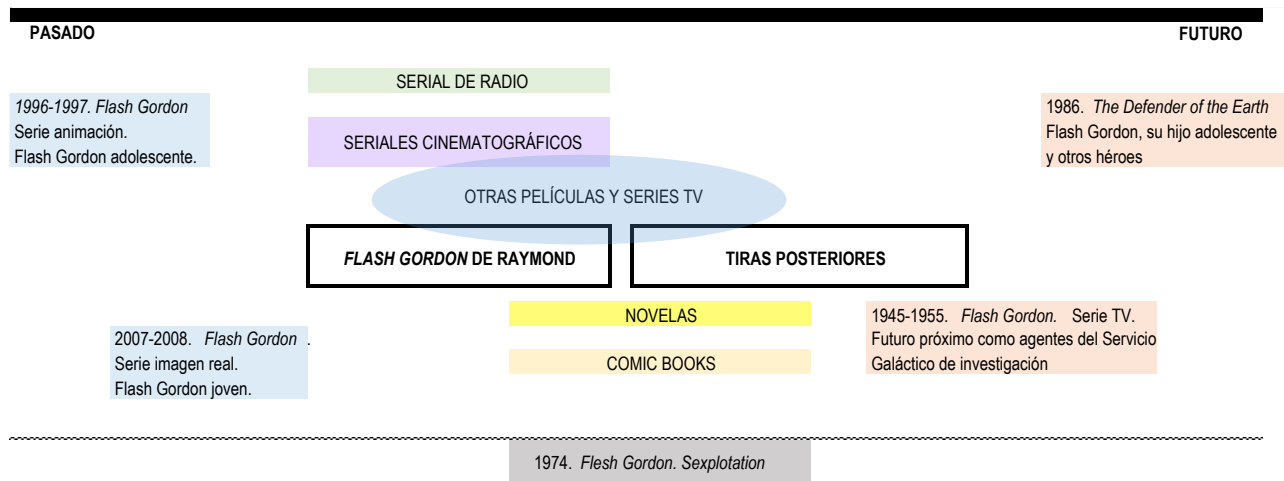 PASADO
FUTURO
SERIAL DE RADIO
1996-1997. Flash Gordon
Serie animación.
Flash Gordon adolescente.
1986. The Defender of the Earth
Flash Gordon, su hijo adolescente
y otros héroes
SERIALES CINEMATOGRÁFICOS
OTRAS PELÍCULAS Y SERIES TV
FLASH GORDON DE RAYMOND
TIRAS POSTERIORES
NOVELAS
1945-1955. Flash Gordon. Serie TV.
Futuro próximo como agentes del Servicio
Galáctico de investigación
2007-2008. Flash Gordon .
Serie imagen real.
Flash Gordon joven.
COMIC BOOKS
1974. Flesh Gordon. Sexplotation